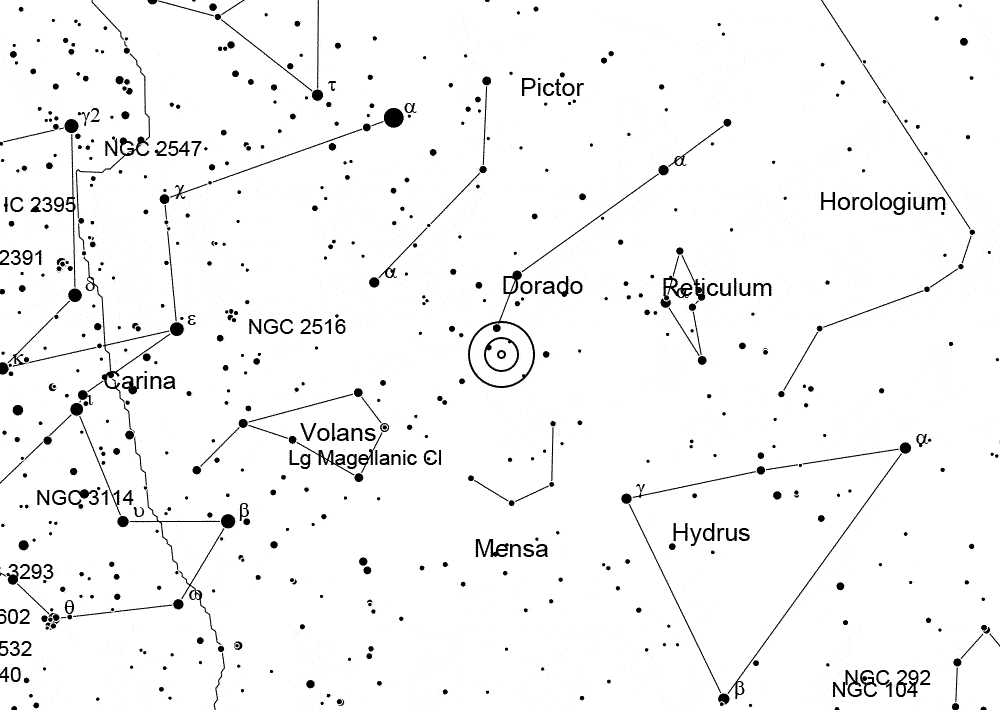 τ
α
Pictor
γ2
NGC 2547
α
χ
IC 2395
Horologium
2391
α
δ
Dorado
α
Reticulum
ε
NGC 2516
κ
Carina
ι
Volans
α
Lg Magellanic Cl
γ
NGC 3114
υ
β
Hydrus
Mensa
3293
ω
θ
602
532
NGC 292
40
NGC 104
β